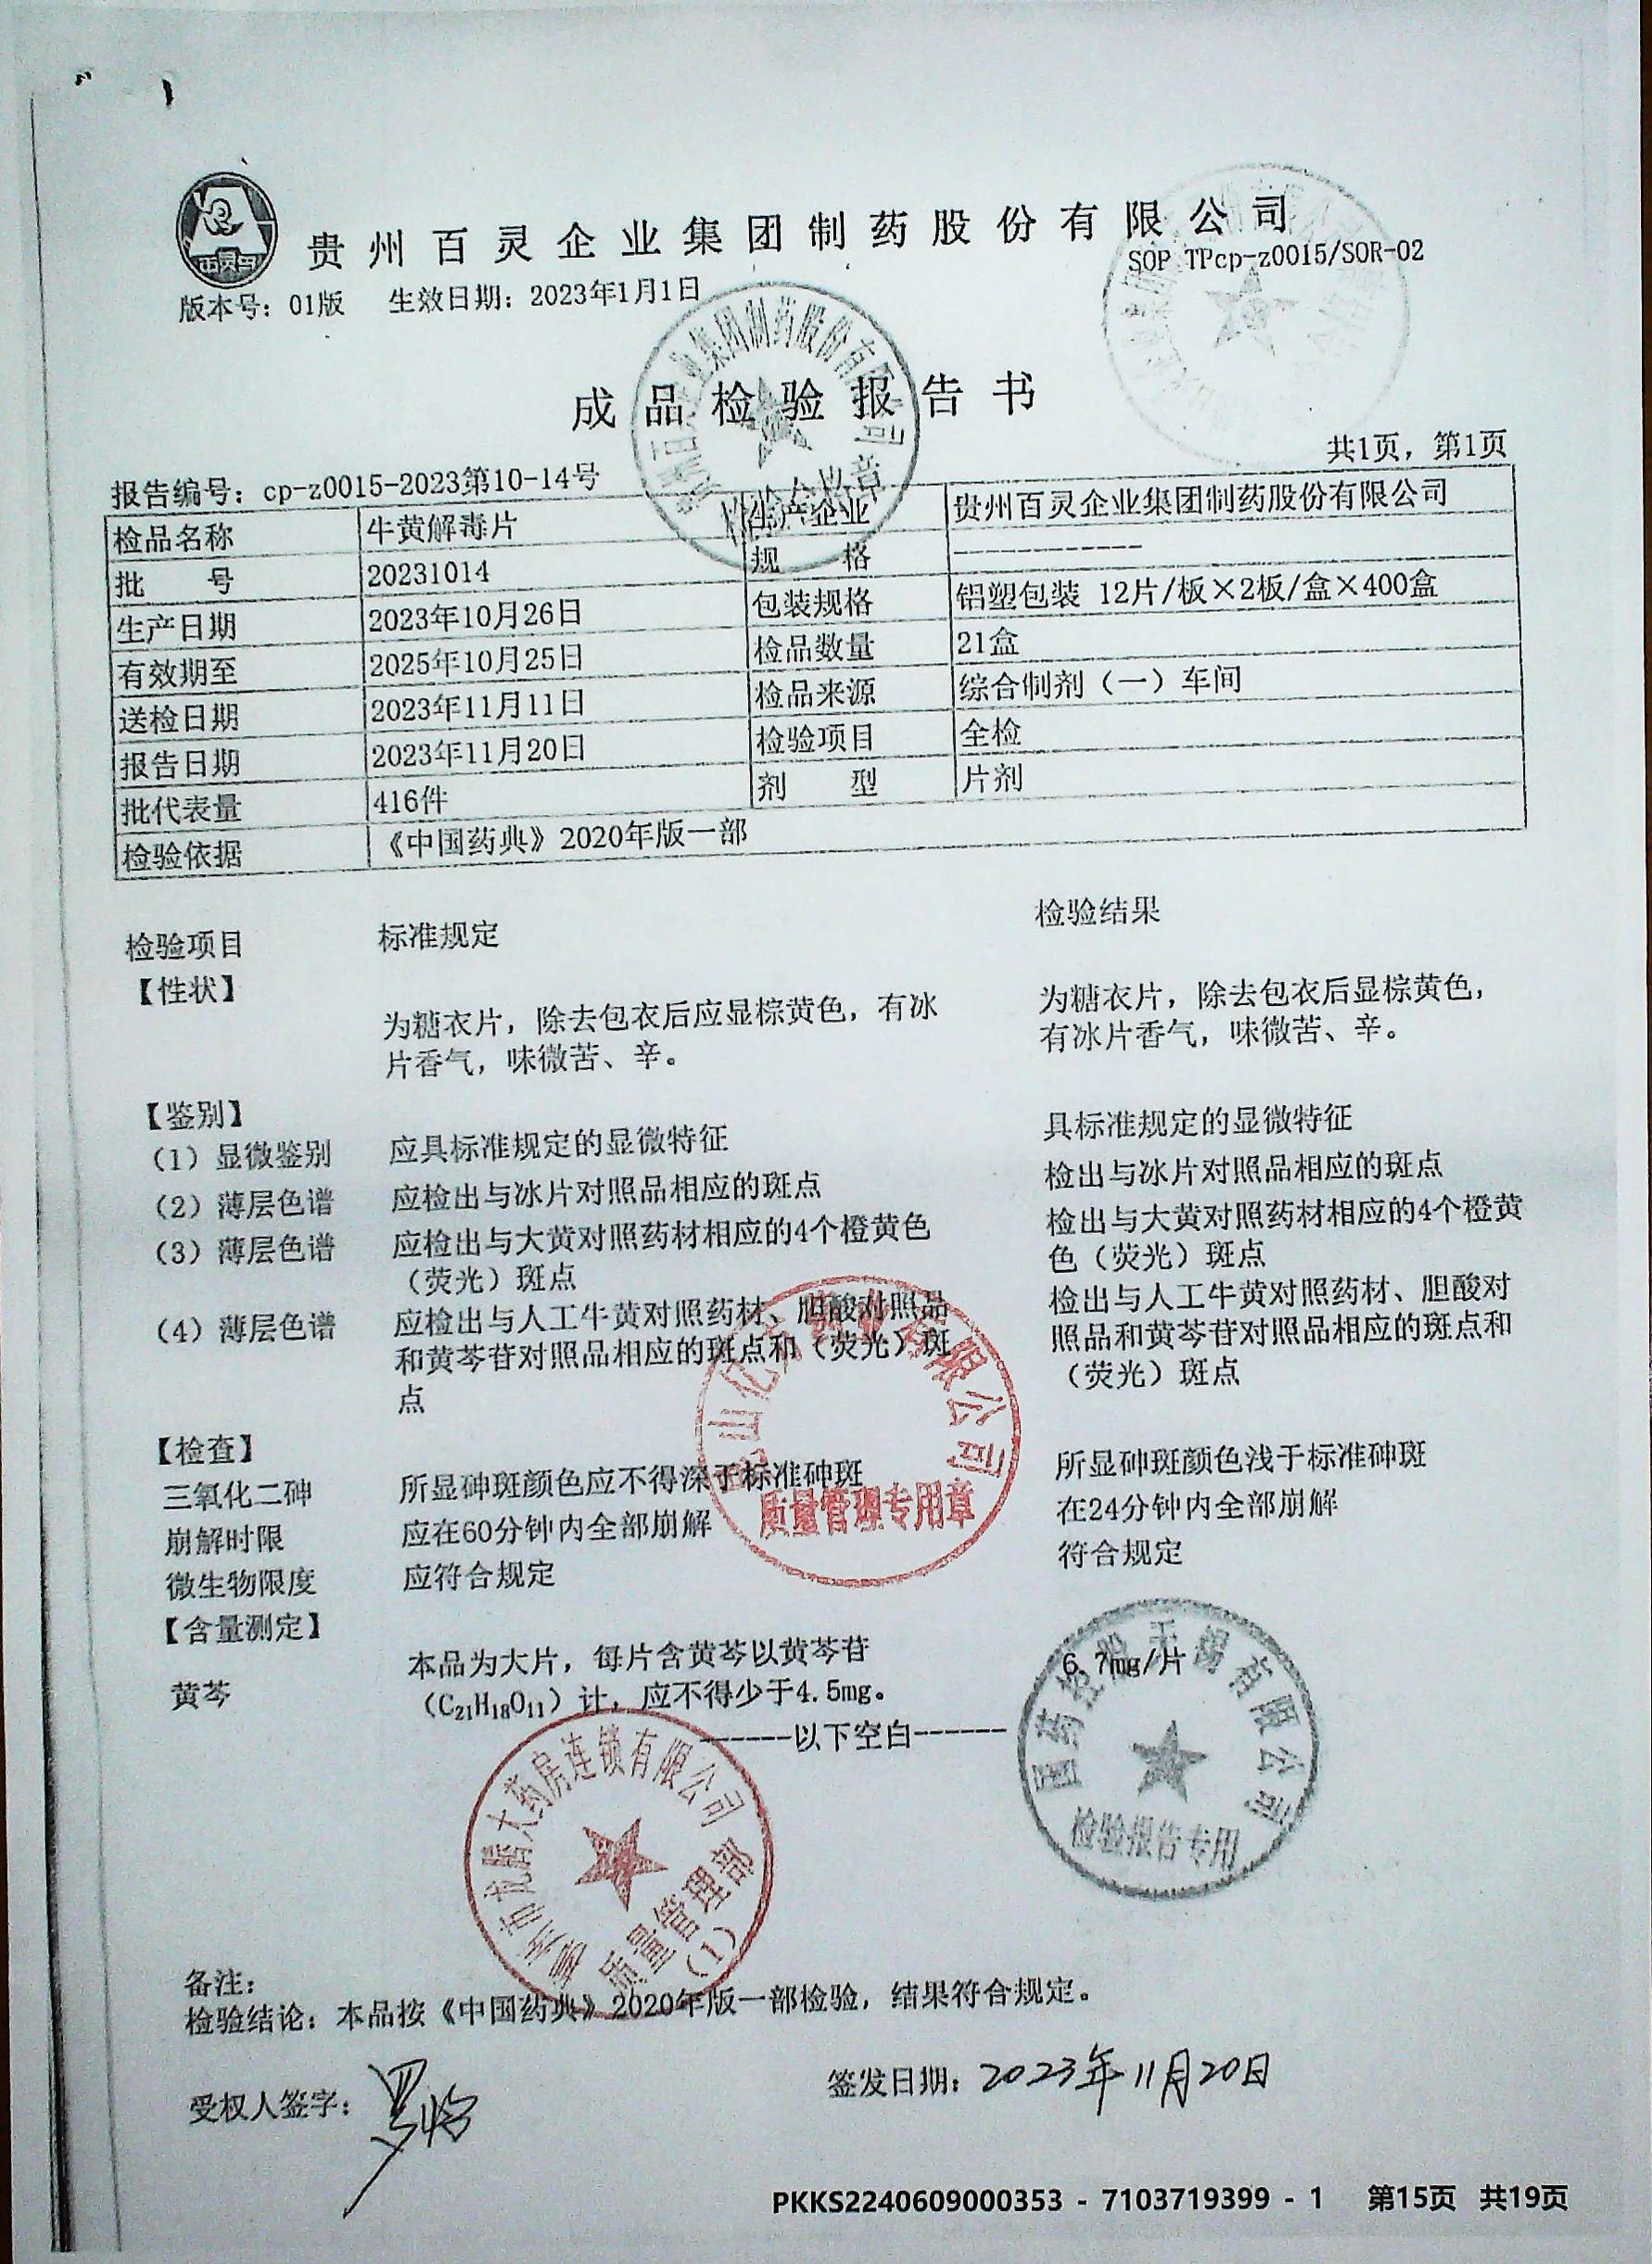 贵州百灵企业集团制药股份有限公司
SOP TPcp-z0015/SOR-02
版本号：01版 生效日期：2023年1月1日
成品检验报告书
共1页，第1页
报告编号：cp-z0015-2023第10-14号
检品名称 牛黄解毒片 生产企业 贵州百灵企业集团制药股份有限公司
批号 20231014 规格 ------------
生产日期 2023年10月26日 包装规格 铝塑包装 12片/板×2板/盒×400盒
有效期至 2025年10月25日 检品数量 21盒
送检日期 2023年11月11日 检品来源 综合制剂（一）车间
报告日期 2023年11月20日 检验项目 全检
批代表量 416件 剂型 片剂
检验依据 《中国药典》2020年版一部
检验项目 标准规定 检验结果
【性状】
为糖衣片，除去包衣后应显棕黄色，有冰 为糖衣片，除去包衣后显棕黄色，
片香气，味微苦、辛。 有冰片香气，味微苦、辛。
【鉴别】
（1）显微鉴别 应具标准规定的显微特征 具标准规定的显微特征
（2）薄层色谱 应检出与冰片对照品相应的斑点 检出与冰片对照品相应的斑点
（3）薄层色谱 应检出与大黄对照药材相应的4个橙黄色 检出与大黄对照药材相应的4个橙黄
（荧光）斑点 色（荧光）斑点
（4）薄层色谱 应检出与人工牛黄对照药材、胆酸对照品 检出与人工牛黄对照药材、胆酸对
和黄芩苷对照品相应的斑点和（荧光）斑 照品和黄芩苷对照品相应的斑点和
点 （荧光）斑点
【检查】
三氧化二砷 所显砷斑颜色应不得深于标准砷斑 所显砷斑颜色浅于标准砷斑
崩解时限 应在60分钟内全部崩解 在24分钟内全部崩解
微生物限度 应符合规定 符合规定
质量管理专用章
【含量测定】
本品为大片，每片含黄芩以黄芩苷 6.7mg/片
黄芩 （C₂₁H₁₈O₁₁）计，应不得少于4.5mg。
------以下空白------
大药房连锁有限公司
质量管理部
（1）
检验报告专用
备注：
检验结论：本品按《中国药典》2020年版一部检验，结果符合规定。
受权人签字： 签发日期：2023年11月20日
PKKS2240609000353 - 7103719399 - 1 第15页 共19页